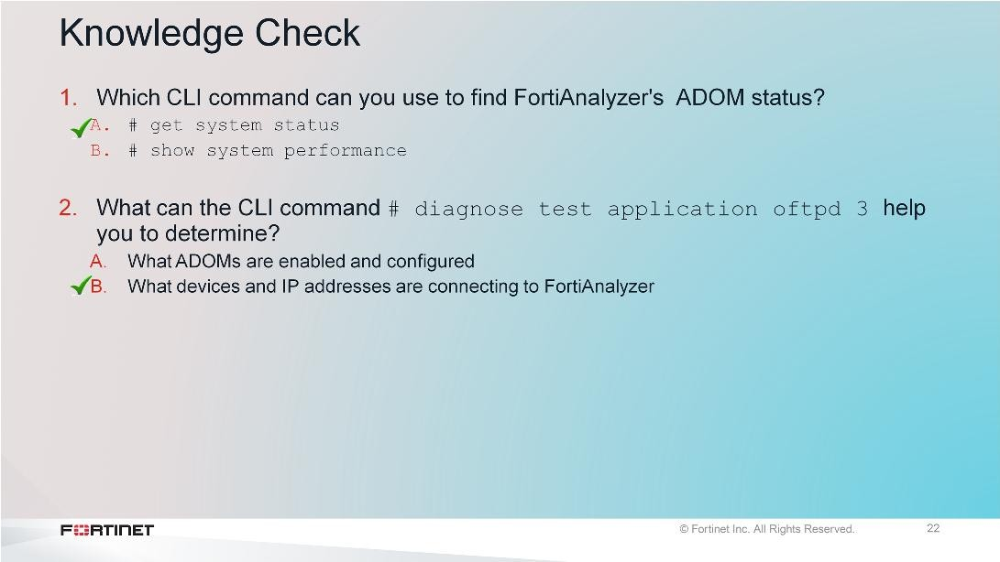 Knowledge Check
1. Which CLI command can you use to find FortiAnalyzer's ADOM status?
A. # get system status
B. # show system performance
2. What can the CLI command # diagnose test application oftpd 3 help
you to determine?
A. What ADOMs are enabled and configured
B. What devices and IP addresses are connecting to FortiAnalyzer
FORTINET
© Fortinet Inc. All Rights Reserved.
22